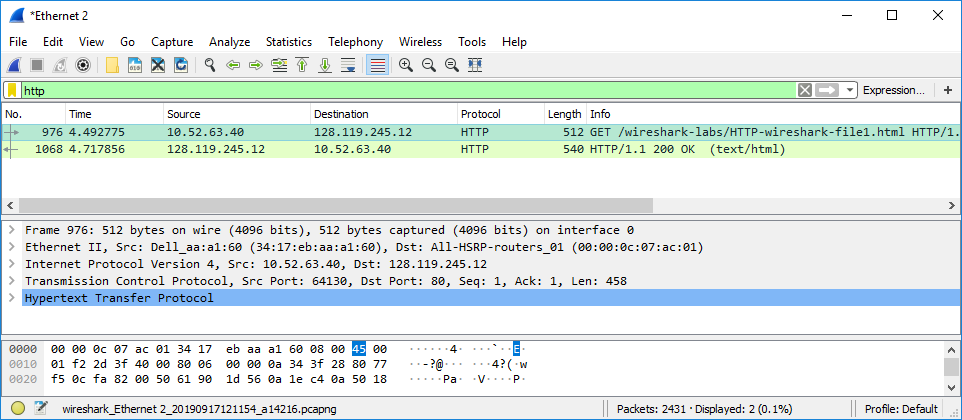 *Ethernet 2
File Edit View Go Capture Analyze Statistics Telephony Wireless Tools Help
http Expression... +
No. Time Source Destination Protocol Length Info
976 4.492775 10.52.63.40 128.119.245.12 HTTP 512 GET /wireshark-labs/HTTP-wireshark-file1.html HTTP/1.
1068 4.717856 128.119.245.12 10.52.63.40 HTTP 540 HTTP/1.1 200 OK (text/html)
Frame 976: 512 bytes on wire (4096 bits), 512 bytes captured (4096 bits) on interface 0
Ethernet II, Src: Dell_aa:a1:60 (34:17:eb:aa:a1:60), Dst: All-HSRP-routers_01 (00:00:0c:07:ac:01)
Internet Protocol Version 4, Src: 10.52.63.40, Dst: 128.119.245.12
Transmission Control Protocol, Src Port: 64130, Dst Port: 80, Seq: 1, Ack: 1, Len: 458
Hypertext Transfer Protocol
0000 00 00 0c 07 ac 01 34 17 eb aa a1 60 08 00 45 00 ······4· ···`··E·
0010 01 f2 2d 3f 40 00 80 06 00 00 0a 34 3f 28 80 77 ··-?@··· ···4?(·w
0020 f5 0c fa 82 00 50 61 90 1d 56 0a 1e c4 0a 50 18 ·····Pa· ·V····P·
wireshark_Ethernet 2_20190917121154_a14216.pcapng Packets: 2431 · Displayed: 2 (0.1%) Profile: Default